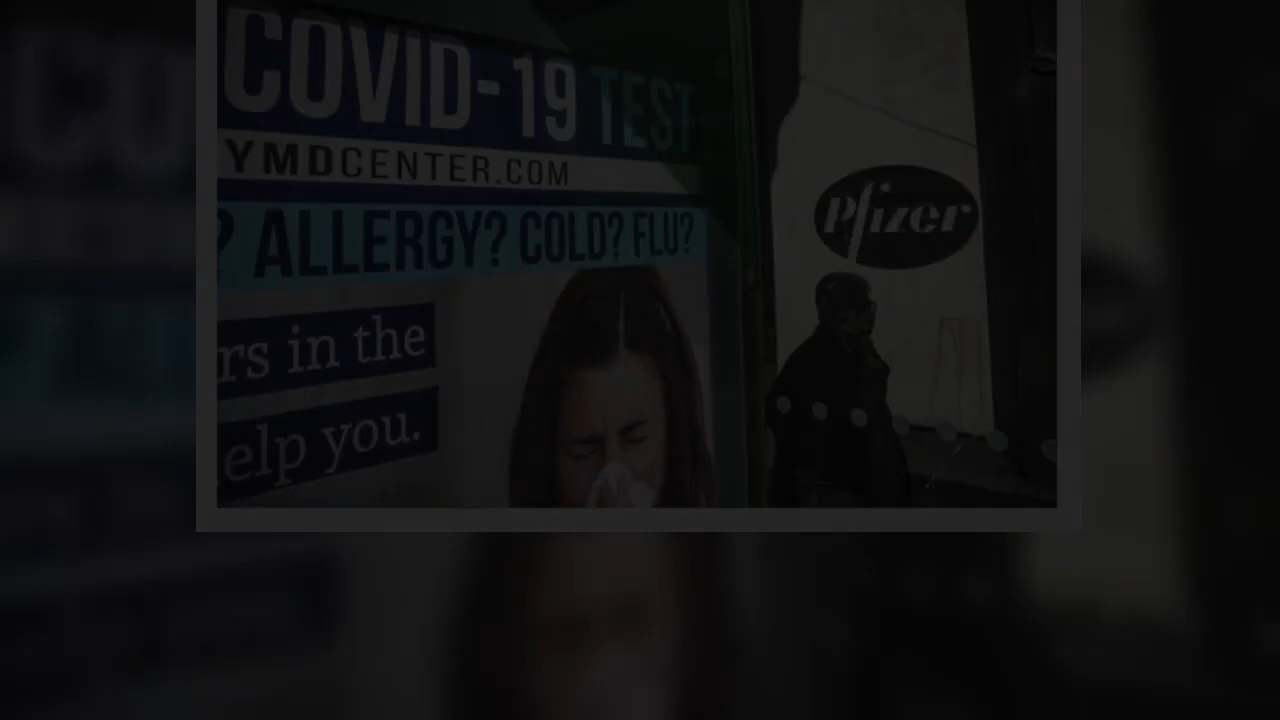 COVID-19 TEST
YMDCENTER.COM
? ALLERGY? COLD? FLU?
rs in the
elp you.
Pfizer